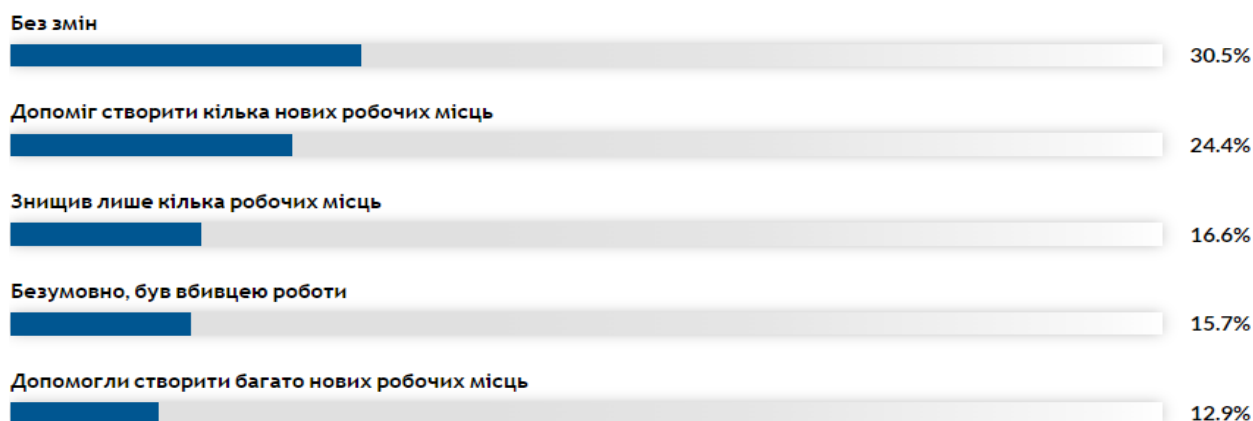 Без змін
30.5%
Допоміг створити кілька нових робочих місць
24.4%
Знищив лише кілька робочих місць
16.6%
Безумовно, був вбивцею роботи
15.7%
Допомогли створити багато нових робочих місць
12.9%